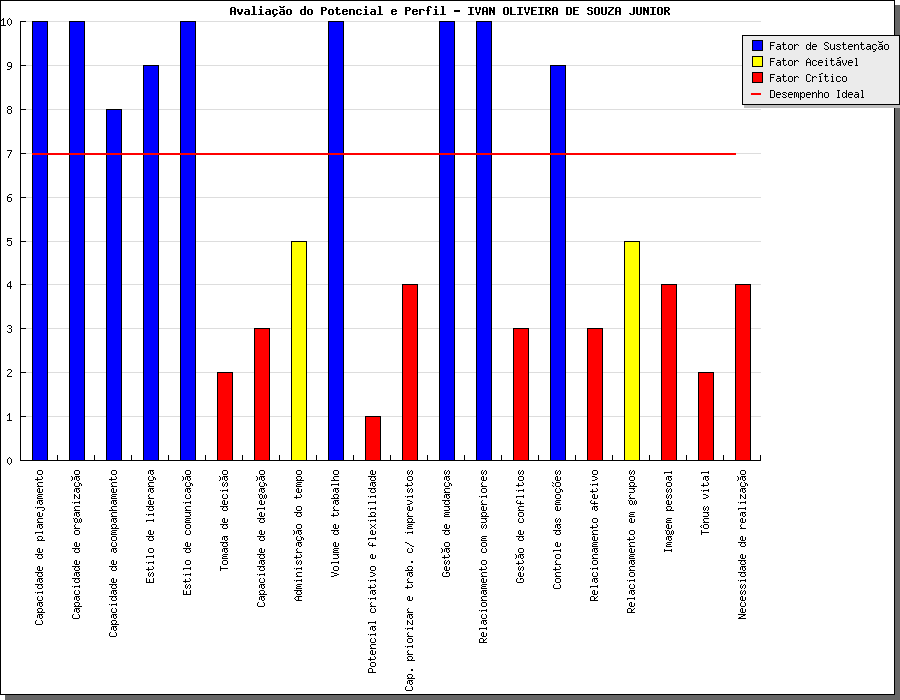 Avaliação do Potencial e Perfil - IVAN OLIVEIRA DE SOUZA JUNIOR
Fator de Sustentação
Fator Aceitável
Fator Crítico
Desempenho Ideal
10
9
8
7
6
5
4
3
2
1
0
Capacidade de planejamento
Capacidade de organização
Capacidade de acompanhamento
Estilo de liderança
Estilo de comunicação
Tomada de decisão
Capacidade de delegação
Administração do tempo
Volume de trabalho
Potencial criativo e flexibilidade
Cap. priorizar e trab. c/ imprevistos
Gestão de mudanças
Relacionamento com superiores
Gestão de conflitos
Controle das emoções
Relacionamento afetivo
Relacionamento em grupos
Imagem pessoal
Tônus vital
Necessidade de realização